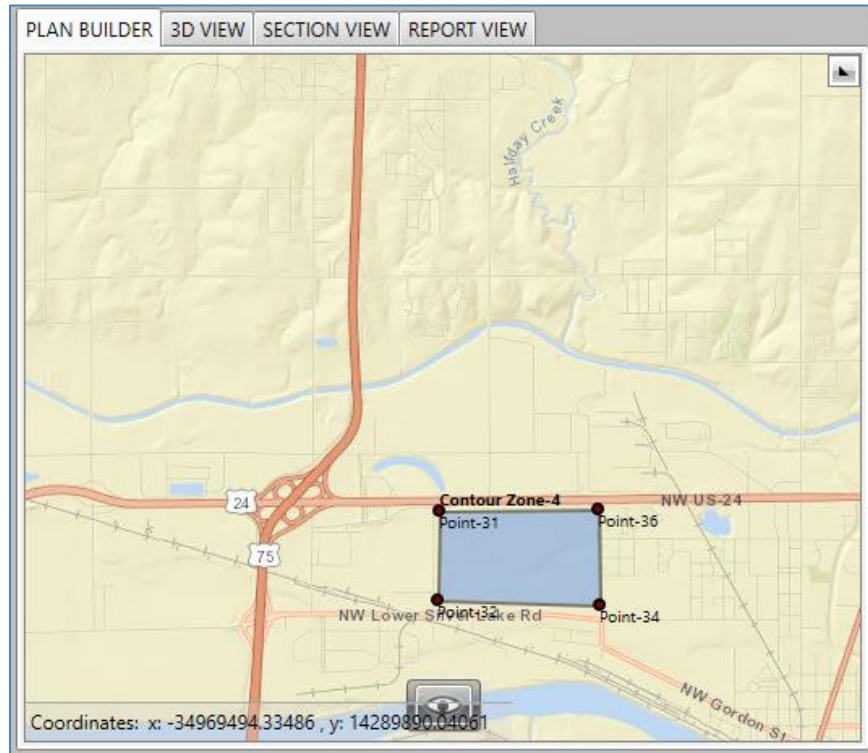 PLAN BUILDER 3D VIEW SECTION VIEW REPORT VIEW
Halfday Creek
24
Contour Zone-4
NW US-24
Point-31
Point-36
75
Point-32
NW Lower Silver Lake Rd
Point-34
NW Gordon St
Coordinates: x: -34969494.33486 , y: 14289890.04061